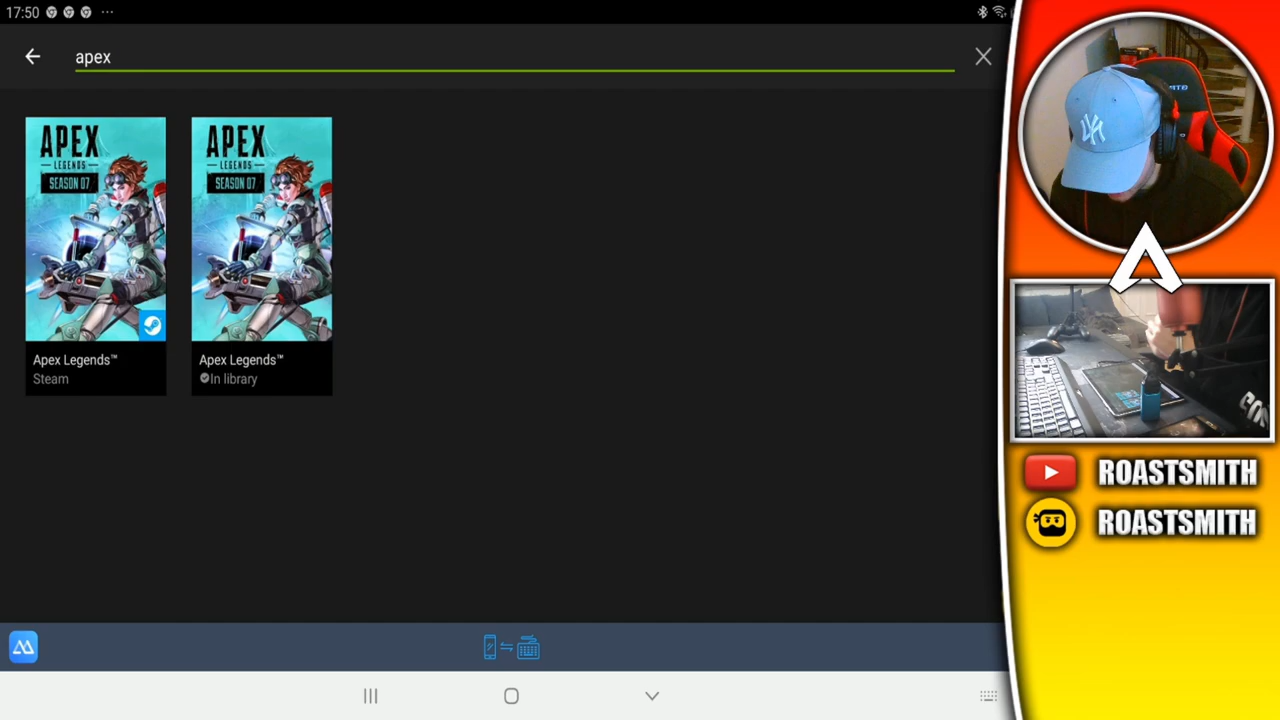 17:50
apex
APEX
LEGENDS
SEASON 07
APEX
LEGENDS
SEASON 07
Apex Legends™
Steam
Apex Legends™
In library
ROASTSMITH
ROASTSMITH